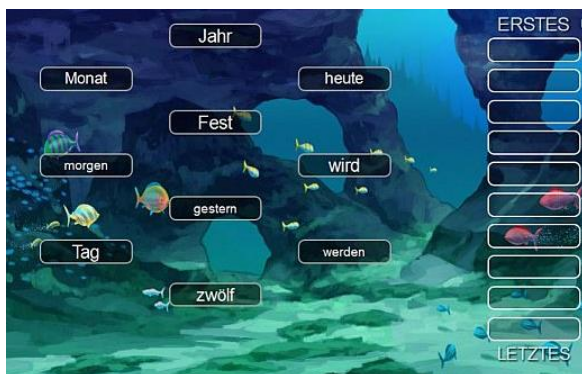 ERSTES
Jahr
Monat
heute
Fest
morgen
wird
gestern
Tag
werden
zwölf
LETZTES